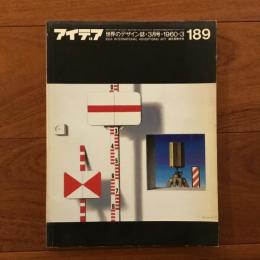 アイデア 世界のデザイン誌・3月号・1960-3 189
IDEA INTERNATIONAL ADVERTISING ART